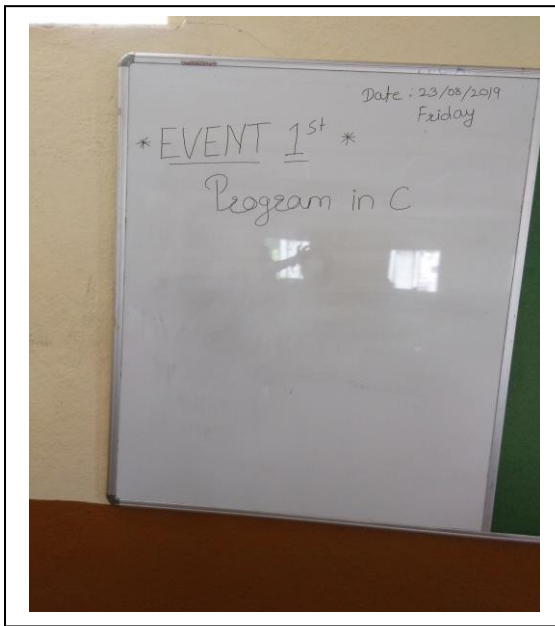 Date : 23/08/2019
Friday
* EVENT 1st *
Program in C